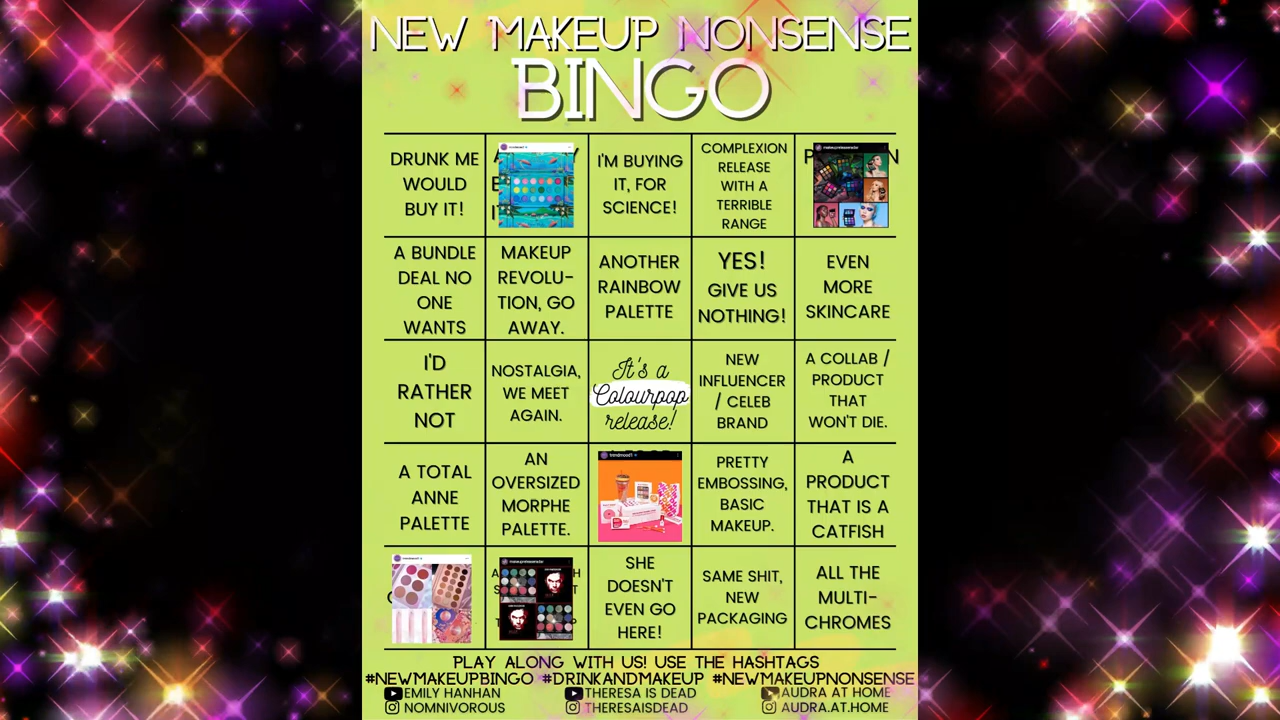 NEW MAKEUP NONSENSE
BINGO
DRUNK ME
WOULD
BUY IT!
I'M BUYING
IT, FOR
SCIENCE!
COMPLEXION
RELEASE
WITH A
TERRIBLE
RANGE
A BUNDLE
DEAL NO
ONE
WANTS
MAKEUP
REVOLU-
TION, GO
AWAY.
ANOTHER
RAINBOW
PALETTE
YES!
GIVE US
NOTHING!
EVEN
MORE
SKINCARE
I'D
RATHER
NOT
NOSTALGIA,
WE MEET
AGAIN.
It's a
Colourpop
release!
NEW
INFLUENCER
/ CELEB
BRAND
A COLLAB /
PRODUCT
THAT
WON'T DIE.
A TOTAL
ANNE
PALETTE
AN
OVERSIZED
MORPHE
PALETTE.
trendmood1
PRETTY
EMBOSSING,
BASIC
MAKEUP.
A
PRODUCT
THAT IS A
CATFISH
SHE
DOESN'T
EVEN GO
HERE!
SAME SHIT,
NEW
PACKAGING
ALL THE
MULTI-
CHROMES
PLAY ALONG WITH US! USE THE HASHTAGS
#NEWMAKEUPBINGO #DRINKANDMAKEUP #NEWMAKEUPNONSENSE
EMILY HANHAN THERESA IS DEAD AUDRA AT HOME
NOMNIVOROUS THERESAISDEAD AUDRA.AT.HOME